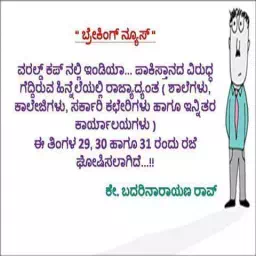 " ಬ್ರೇಕಿಂಗ್ ನ್ಯೂಸ್ "
ವರಲ್ಡ್ ಕಪ್ ನಲ್ಲಿ ಇಂಡಿಯಾ... ಪಾಕಿಸ್ತಾನದ ವಿರುದ್ಧ
ಗೆದ್ದಿರುವ ಹಿನ್ನೆಲೆಯಲ್ಲಿ ರಾಜ್ಯಾದ್ಯಂತ ( ಶಾಲೆಗಳು,
ಕಾಲೇಜಿಗಳು, ಸರ್ಕಾರಿ ಕಛೇರಿಗಳು ಹಾಗೂ ಇನ್ನಿತರ
ಕಾರ್ಯಾಲಯಗಳು )
ಈ ತಿಂಗಳ 29, 30 ಹಾಗೂ 31 ರಂದು ರಜೆ
ಘೋಷಿಸಲಾಗಿದೆ...!!
ಕೇ. ಬದರಿನಾರಾಯಣ ರಾವ್